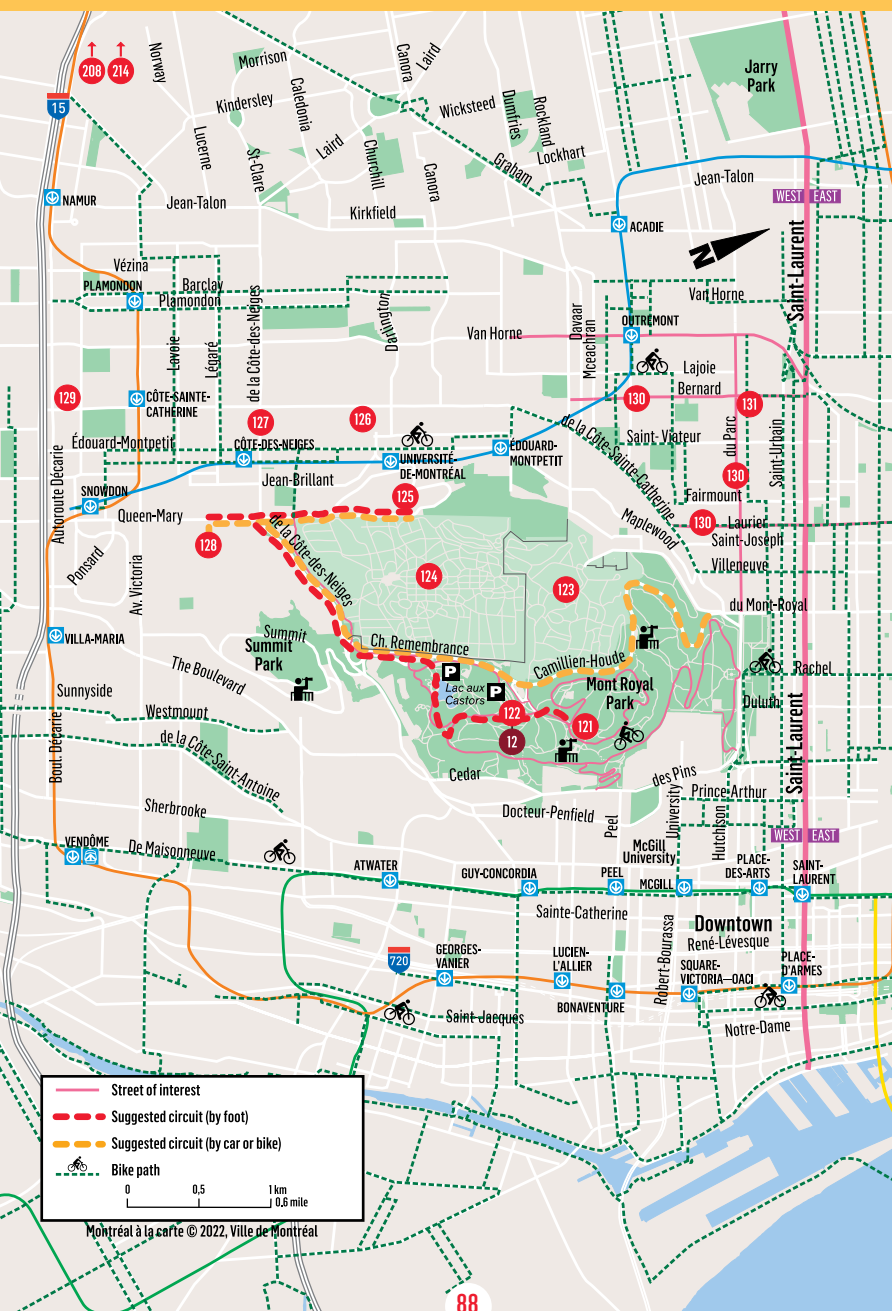 208
214
15
Norway
Morrison
Canora
Laird
Jarry
Park
Kindersley
Caledonia
Wicksteed
Dumfries
Rockland
Lucerne
St-Clare
Laird
Churchill
Canora
Graham
Lockhart
Jean-Talon
NAMUR
Jean-Talon
Kirkfield
WEST
EAST
ACADIE
N
Saint-Laurent
Vézina
PLAMONDON
Barclay
Plamondon
de la Côte-des-Neiges
Darlington
Van Horne
Van Horne
Davaar
Mceachran
OUTREMONT
Lavoie
Légaré
Lajoie
Bernard
129
CÔTE-SAINTE-
CATHÉRINE
127
126
130
131
Édouard-Montpetit
CÔTE-DES-NEIGES
UNIVERSITÉ-
DE-MONTRÉAL
ÉDOUARD-
MONTPETIT
de la Côte-Sainte-Catherine
Saint-Viateur
du Parc
Saint-Urbain
Autoroute Décarie
SNOWDON
Jean-Brillant
125
130
Fairmount
Queen-Mary
Maplewood
130
Laurier
Saint-Joseph
128
de la Côte-des-Neiges
Ponsard
Av. Victoria
124
123
Villeneuve
du Mont-Royal
VILLA-MARIA
Summit
Summit
Park
Ch. Remembrance
Camillien-Houde
Rachel
The Boulevard
P
Lac aux
Castors
P
Mont Royal
Park
Sunnyside
Duluth
Westmount
122
121
12
Boul. Décarie
de la Côte-Saint-Antoine
Saint-Laurent
Cedar
des Pins
Prince-Arthur
Sherbrooke
Docteur-Penfield
Peel
University
Hutchison
WEST
EAST
VENDÔME
De Maisonneuve
McGill
University
ATWATER
GUY-CONCORDIA
PEEL
MCGILL
PLACE-
DES-ARTS
SAINT-
LAURENT
Sainte-Catherine
Downtown
René-Lévesque
Robert-Bourassa
720
GEORGES-
VANIER
LUCIEN-
L'ALLIER
SQUARE-
VICTORIA—OACI
PLACE-
D'ARMES
BONAVENTURE
Saint-Jacques
Notre-Dame
Street of interest
Suggested circuit (by foot)
Suggested circuit (by car or bike)
Bike path
0
0,5
1 km
0,6 mile
Montréal à la carte © 2022, Ville de Montréal
88